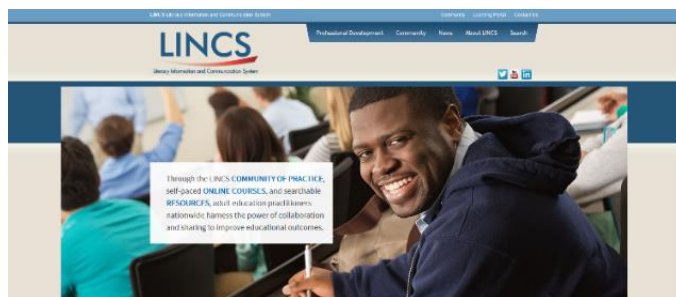 LINCS Literacy Information and Communication System
Community Learning Portal Contact Us
Professional Development Community News About LINCS Search
LINCS
Literacy Information and Communication System
Through the LINCS COMMUNITY OF PRACTICE,
self-paced ONLINE COURSES, and searchable
RESOURCES, adult education practitioners
nationwide harness the power of collaboration
and sharing to improve educational outcomes.